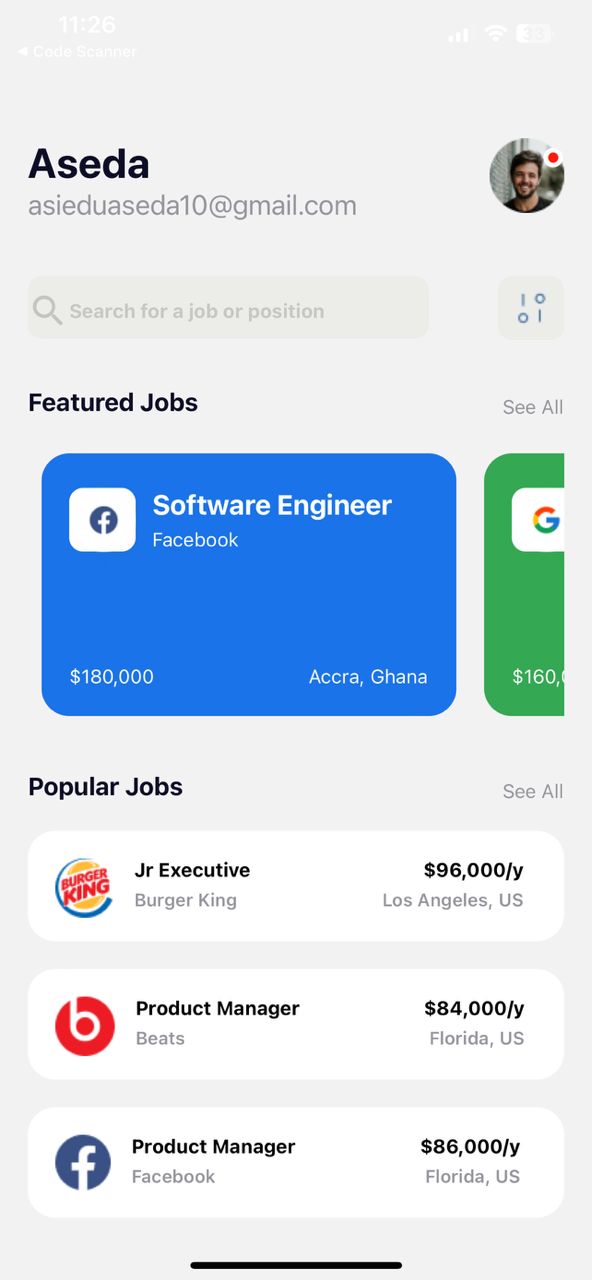 11:26
33
◀ Code Scanner
Aseda
asieduaseda10@gmail.com
Search for a job or position
Featured Jobs
See All
Software Engineer
Facebook
$180,000
Accra, Ghana
$160,0
Popular Jobs
See All
BURGER KING
Jr Executive
Burger King
$96,000/y
Los Angeles, US
Product Manager
Beats
$84,000/y
Florida, US
Product Manager
Facebook
$86,000/y
Florida, US